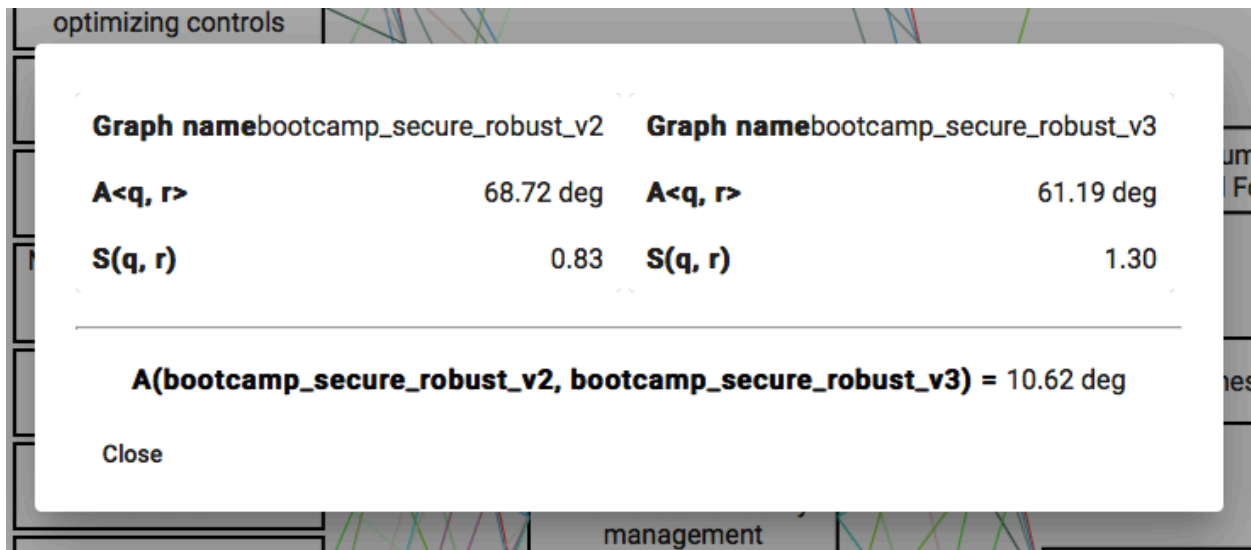 optimizing controls
Graph namebootcamp_secure_robust_v2 Graph namebootcamp_secure_robust_v3
A<q, r> 68.72 deg A<q, r> 61.19 deg
S(q, r) 0.83 S(q, r) 1.30
A(bootcamp_secure_robust_v2, bootcamp_secure_robust_v3) = 10.62 deg
Close
management